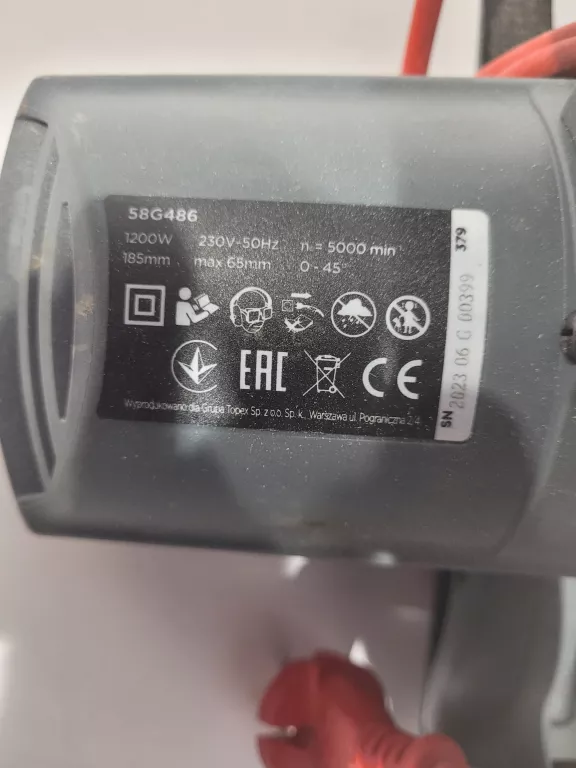 58G486
1200W 230V-50Hz n₀ = 5000 min⁻¹
185mm max 65mm 0 - 45°
EAC CE
Wyprodukowano dla Grupa Topex Sp. z o.o. Sp. k., Warszawa ul. Pograniczna 2/4
SN 2023 06 G 00399 379